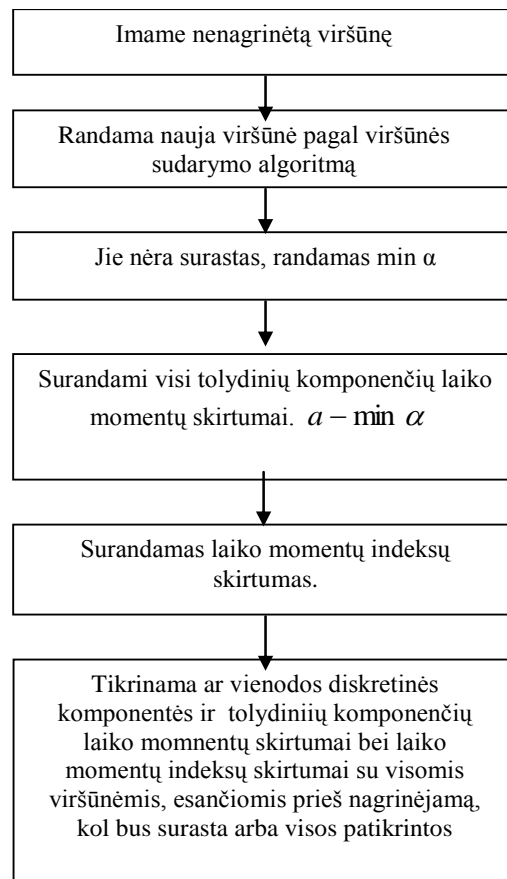 Imame nenagrinėtą viršūnę
Randama nauja viršūnė pagal viršūnės
sudarymo algoritmą
Jie nėra surastas, randamas min α
Surandami visi tolydinių komponenčių laiko
momentų skirtumai. a – min α
Surandamas laiko momentų indeksų
skirtumas.
Tikrinama ar vienodos diskretinės
komponentės ir tolydiniių komponenčių
laiko momnentų skirtumai bei laiko
momentų indeksų skirtumai su visomis
viršūnėmis, esančiomis prieš nagrinėjamą,
kol bus surasta arba visos patikrintos